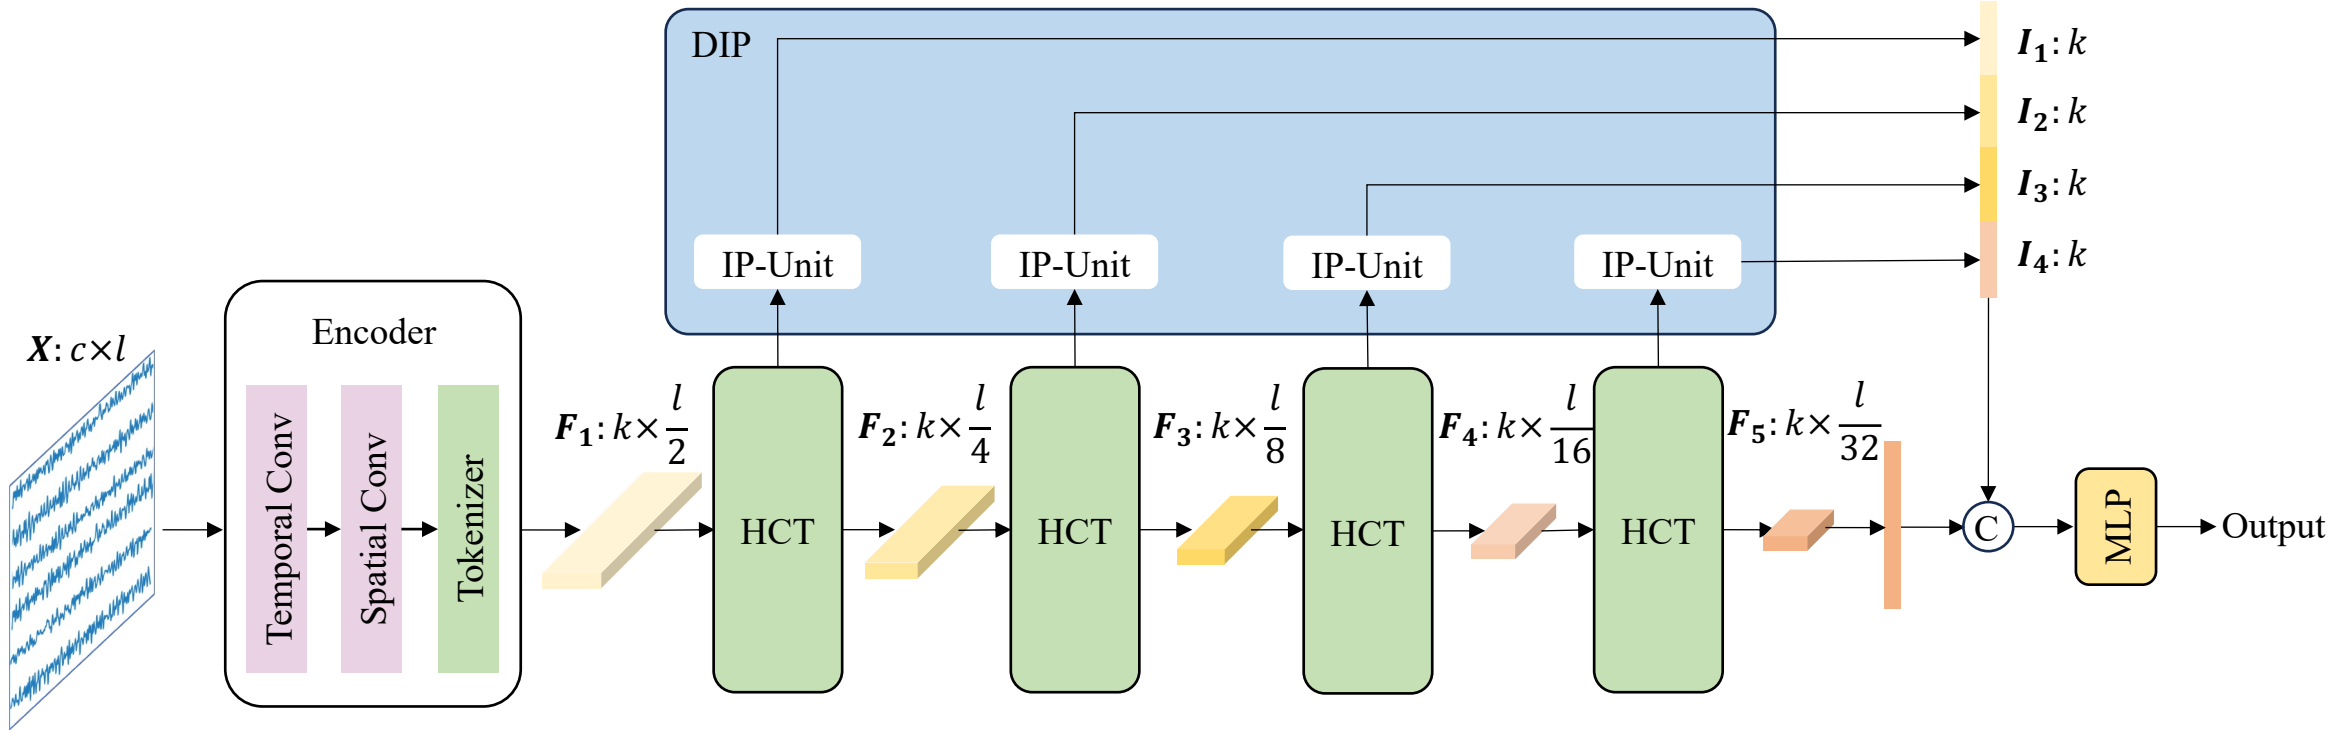 DIP
I₁: k
I₂: k
I₃: k
I₄: k
IP-Unit
IP-Unit
IP-Unit
IP-Unit
X: c×l
Encoder
Temporal Conv
Spatial Conv
Tokenizer
F₁: k× l/2
HCT
F₂: k× l/4
HCT
F₃: k× l/8
HCT
F₄: k× l/16
HCT
F₅: k× l/32
C
MLP
Output